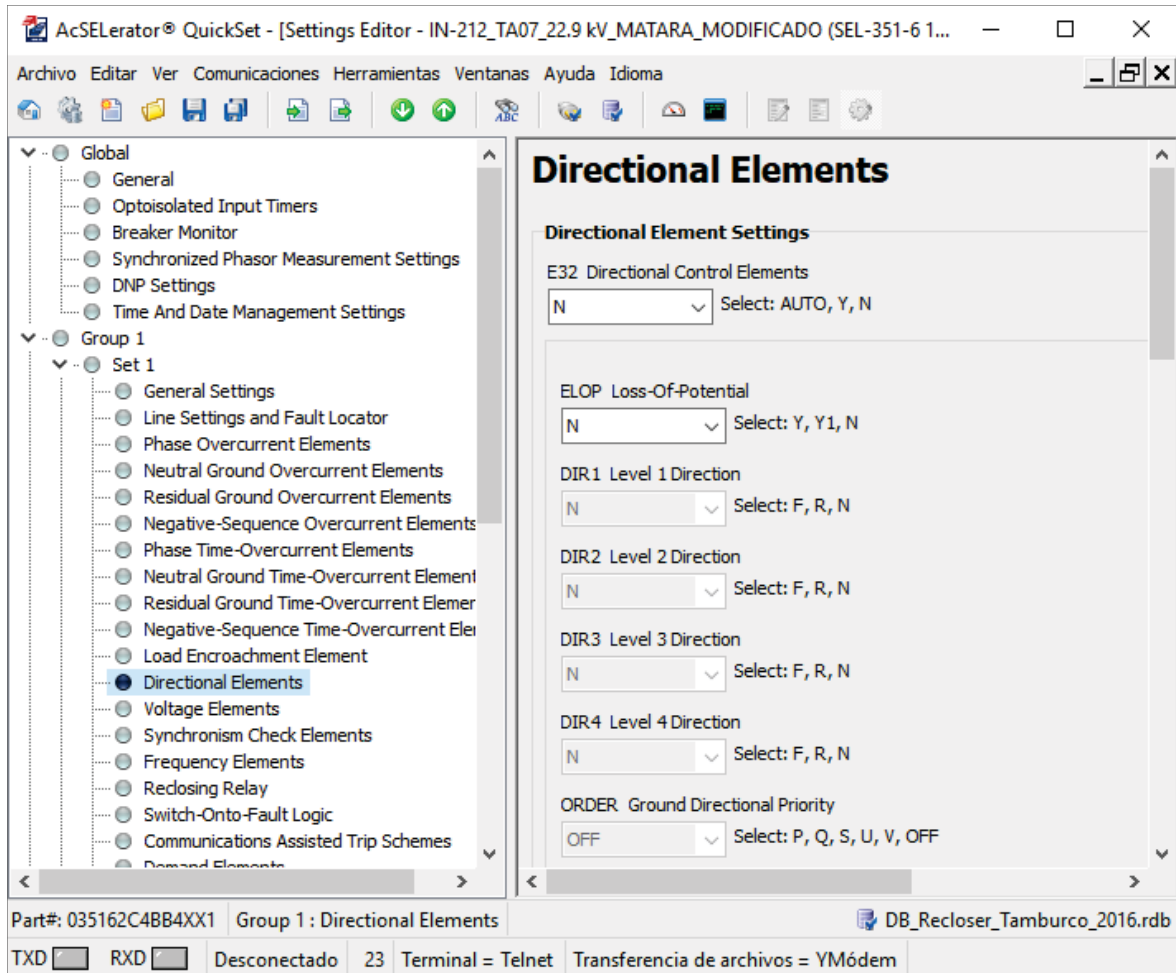 AcSELerator® QuickSet - [Settings Editor - IN-212_TA07_22.9 kV_MATARA_MODIFICADO (SEL-351-6 1...
Archivo Editar Ver Comunicaciones Herramientas Ventanas Ayuda Idioma
Global
General
Optoisolated Input Timers
Breaker Monitor
Synchronized Phasor Measurement Settings
DNP Settings
Time And Date Management Settings
Group 1
Set 1
General Settings
Line Settings and Fault Locator
Phase Overcurrent Elements
Neutral Ground Overcurrent Elements
Residual Ground Overcurrent Elements
Negative-Sequence Overcurrent Elements
Phase Time-Overcurrent Elements
Neutral Ground Time-Overcurrent Element
Residual Ground Time-Overcurrent Elemer
Negative-Sequence Time-Overcurrent Eler
Load Encroachment Element
Directional Elements
Voltage Elements
Synchronism Check Elements
Frequency Elements
Reclosing Relay
Switch-Onto-Fault Logic
Communications Assisted Trip Schemes
Demand Elements
Directional Elements
Directional Element Settings
E32 Directional Control Elements
N Select: AUTO, Y, N
ELOP Loss-Of-Potential
N Select: Y, Y1, N
DIR1 Level 1 Direction
N Select: F, R, N
DIR2 Level 2 Direction
N Select: F, R, N
DIR3 Level 3 Direction
N Select: F, R, N
DIR4 Level 4 Direction
N Select: F, R, N
ORDER Ground Directional Priority
OFF Select: P, Q, S, U, V, OFF
Part#: 035162C4BB4XX1 Group 1 : Directional Elements DB_Recloser_Tamburco_2016.rdb
TXD RXD Desconectado 23 Terminal = Telnet Transferencia de archivos = YMódem